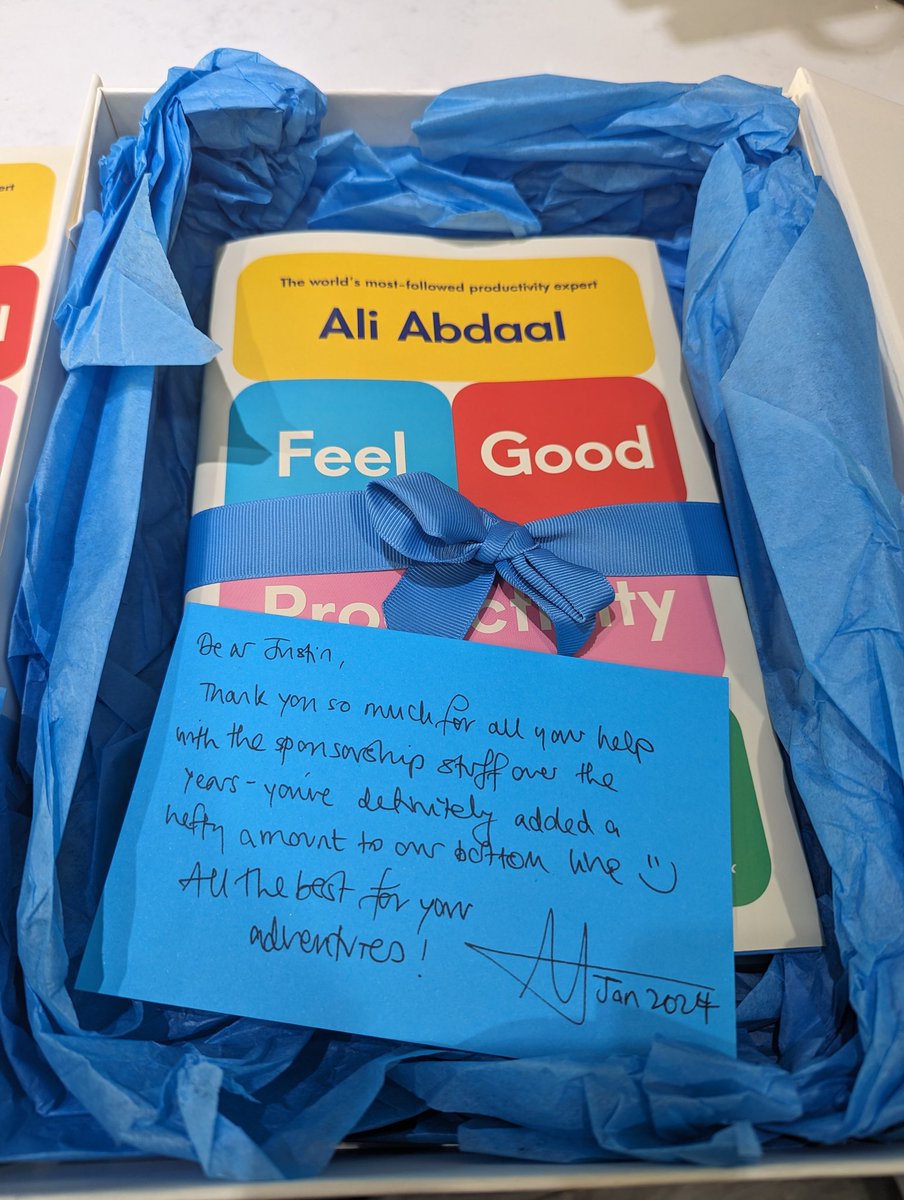 ert
The world's most-followed productivity expert
Ali Abdaal
Feel Good
Dear Justin,
Thank you so much for all your help
with the sponsorship stuff over the
years - you've definitely added a
hefty amount to our bottom line :)
All the best for your
adventures!
Jan 2024